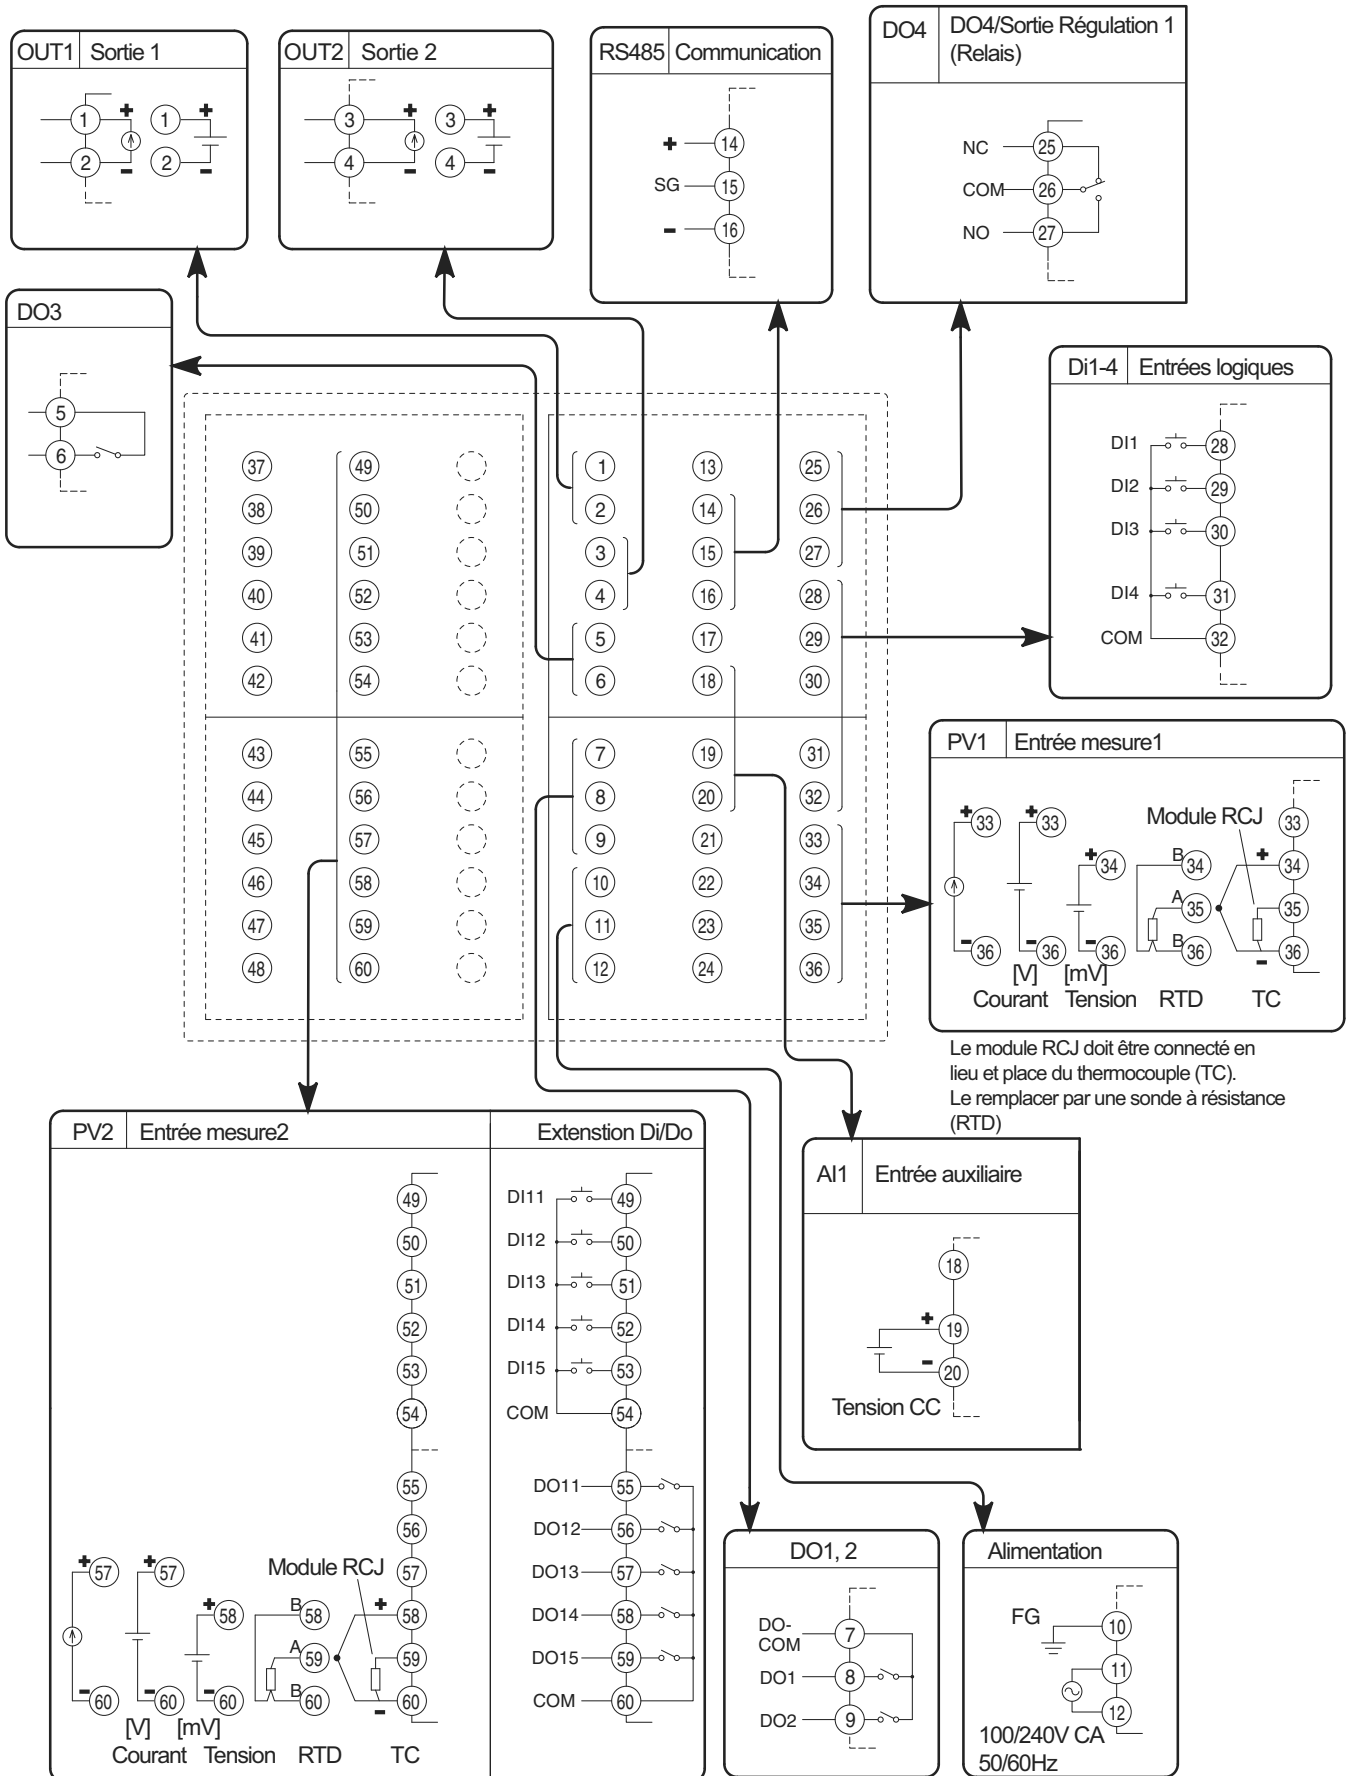 OUT1 Sortie 1
1 + 1 +
2 - 2 -
OUT2 Sortie 2
3 + 3 +
4 - 4 -
RS485 Communication
+ 14
SG 15
- 16
DO4 DO4/Sortie Régulation 1
(Relais)
NC 25
COM 26
NO 27
DO3
5
6
Di1-4 Entrées logiques
DI1 28
DI2 29
DI3 30
DI4 31
COM 32
37 49 1 13 25
38 50 2 14 26
39 51 3 15 27
40 52 4 16 28
41 53 5 17 29
42 54 6 18 30
43 55 7 19 31
44 56 8 20 32
45 57 9 21 33
46 58 10 22 34
47 59 11 23 35
48 60 12 24 36
PV1 Entrée mesure1
Module RCJ
+ 33 + 33 33
+ 34 B 34 + 34
A 35 35
- 36 - 36 - 36 B 36 - 36
[V] [mV]
Courant Tension RTD TC
Le module RCJ doit être connecté en
lieu et place du thermocouple (TC).
Le remplacer par une sonde à résistance
(RTD)
PV2 Entrée mesure2
49
50
51
52
53
54
55
56
Module RCJ
+ 57 + 57 57
+ 58 B 58 + 58
A 59 59
- 60 - 60 - 60 B 60 - 60
[V] [mV]
Courant Tension RTD TC
Extenstion Di/Do
DI11 49
DI12 50
DI13 51
DI14 52
DI15 53
COM 54
DO11 55
DO12 56
DO13 57
DO14 58
DO15 59
COM 60
AI1 Entrée auxiliaire
18
+ 19
- 20
Tension CC
DO1, 2
DO-
COM 7
DO1 8
DO2 9
Alimentation
FG 10
11
12
100/240V CA
50/60Hz